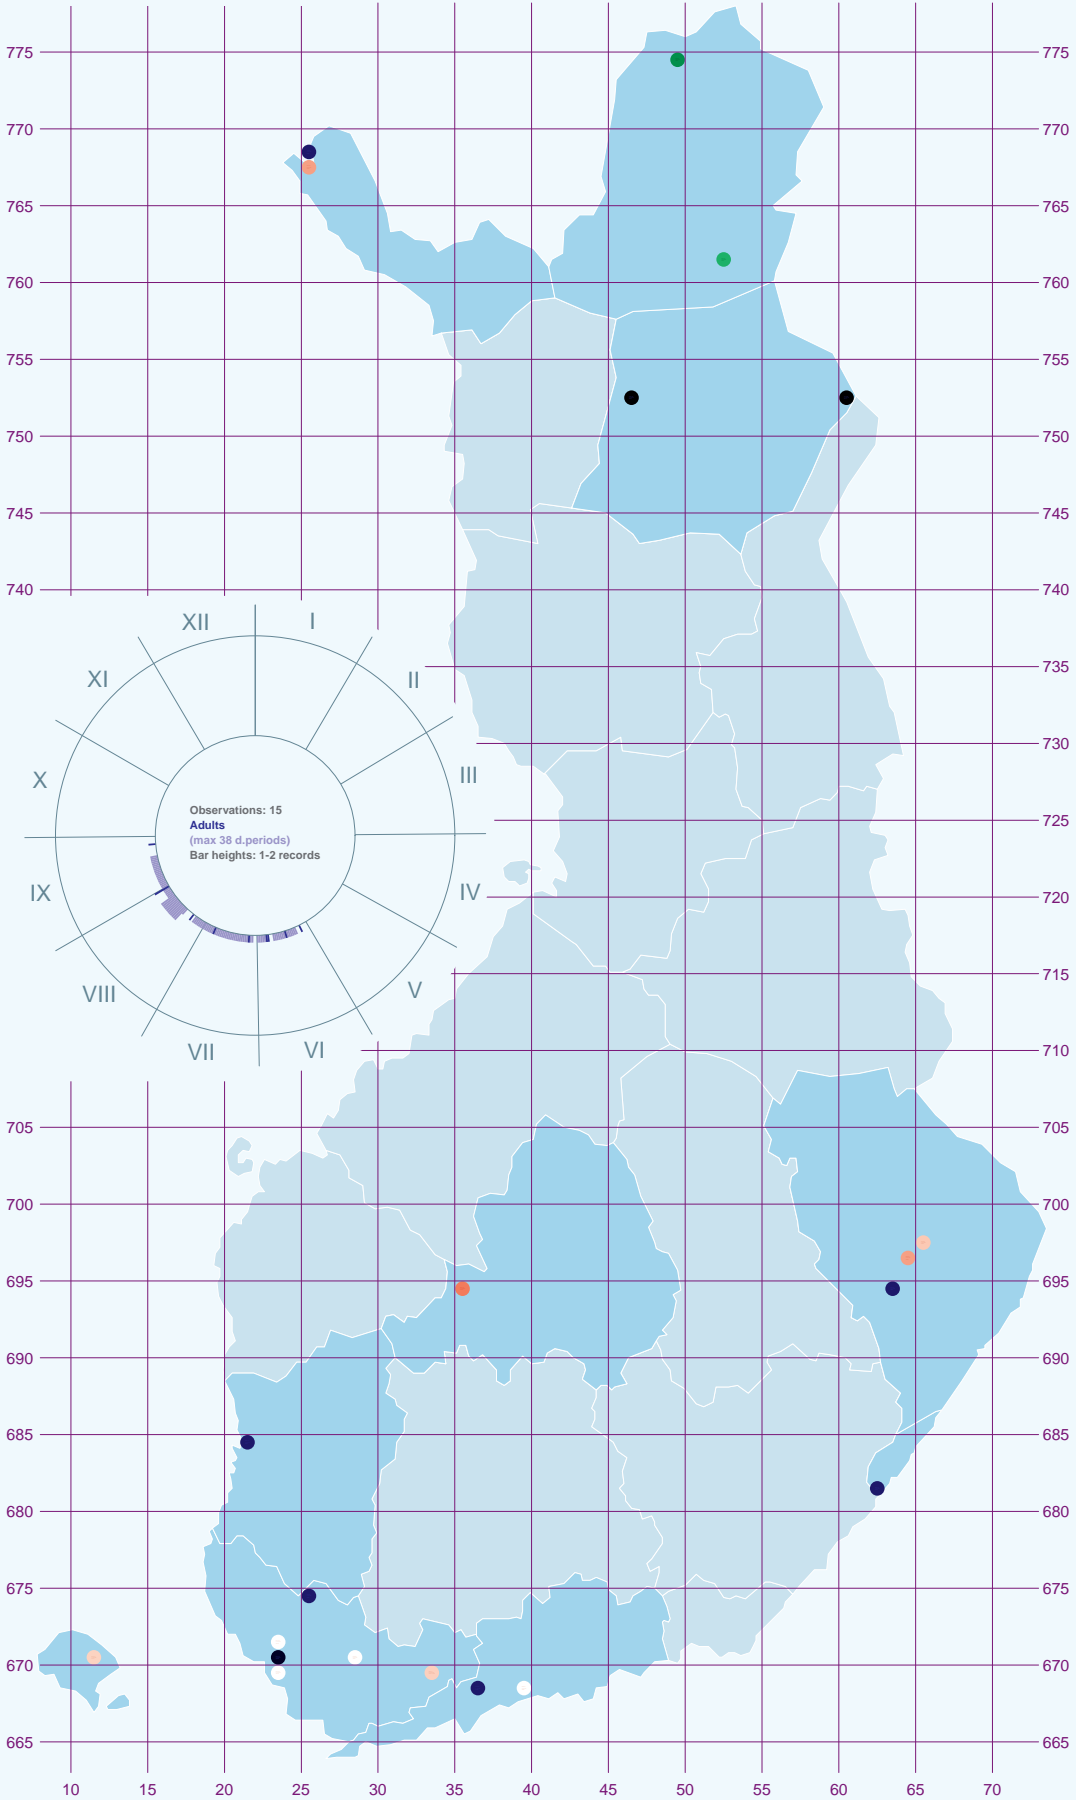 775 775
770 770
765 765
760 760
755 755
750 750
745 745
740 740
XII I
XI II
735
730
X III
725
Observations: 15
Adults
(max 38 d.periods)
Bar heights: 1-2 records
IX IV
720
715
VIII V
VII VI
710
705 705
700 700
695 695
690 690
685 685
680 680
675 675
670 670
665 665
10 15 20 25 30 35 40 45 50 55 60 65 70